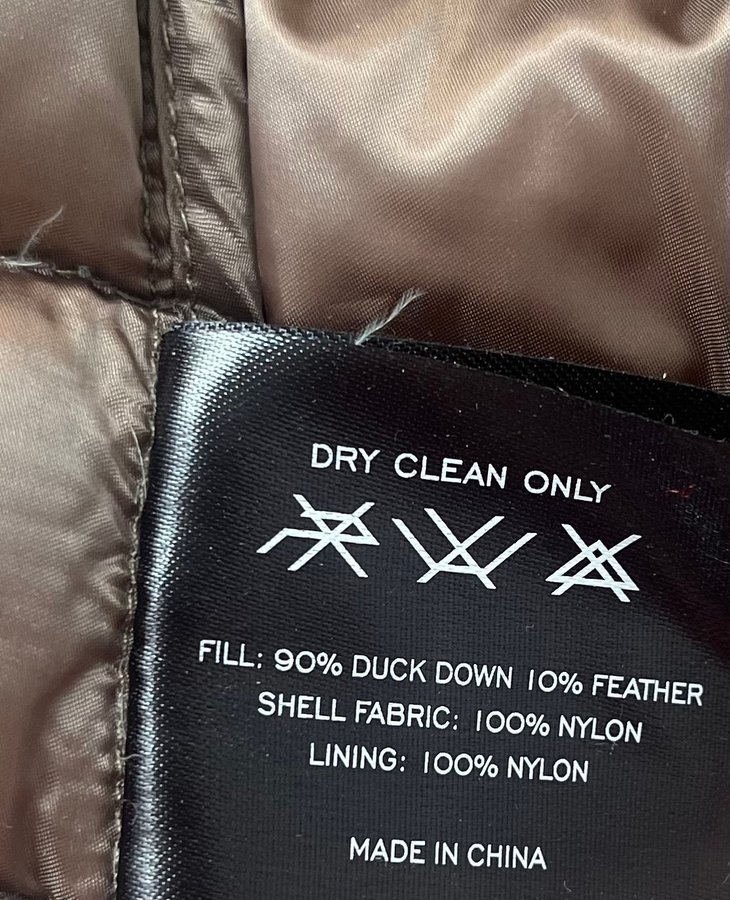 DRY CLEAN ONLY
FILL: 90% DUCK DOWN 10% FEATHER
SHELL FABRIC: 100% NYLON
LINING: 100% NYLON
MADE IN CHINA